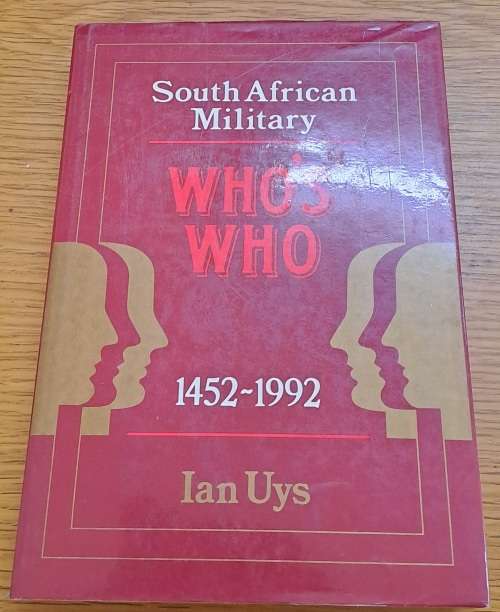 South African
Military
WHO'S
WHO
1452~1992
Ian Uys